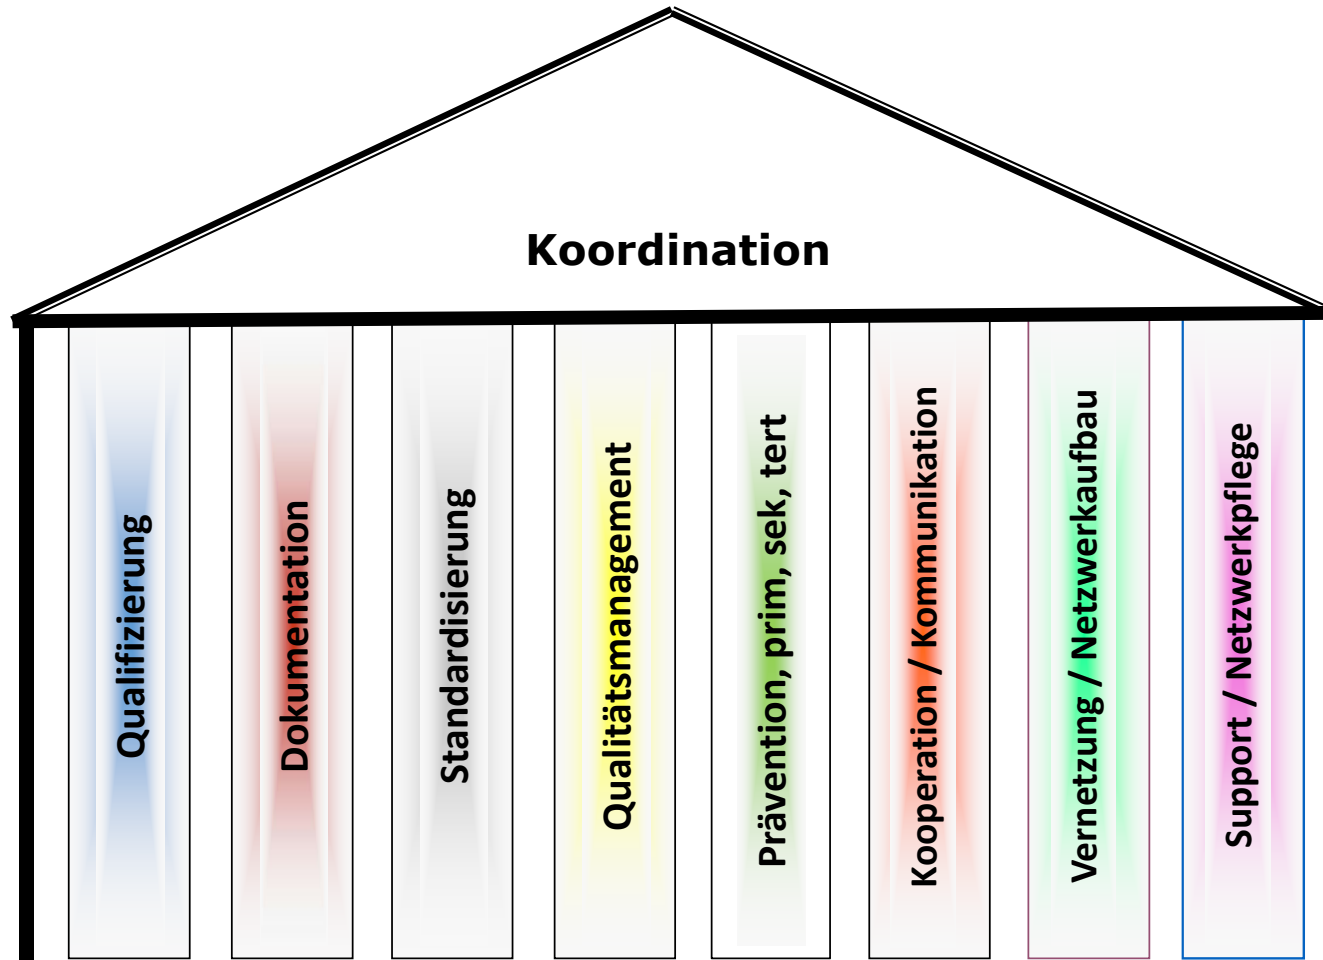 Koordination
Qualifizierung
Dokumentation
Standardisierung
Qualitätsmanagement
Prävention, prim, sek, tert
Kooperation / Kommunikation
Vernetzung / Netzwerkaufbau
Support / Netzwerkpflege